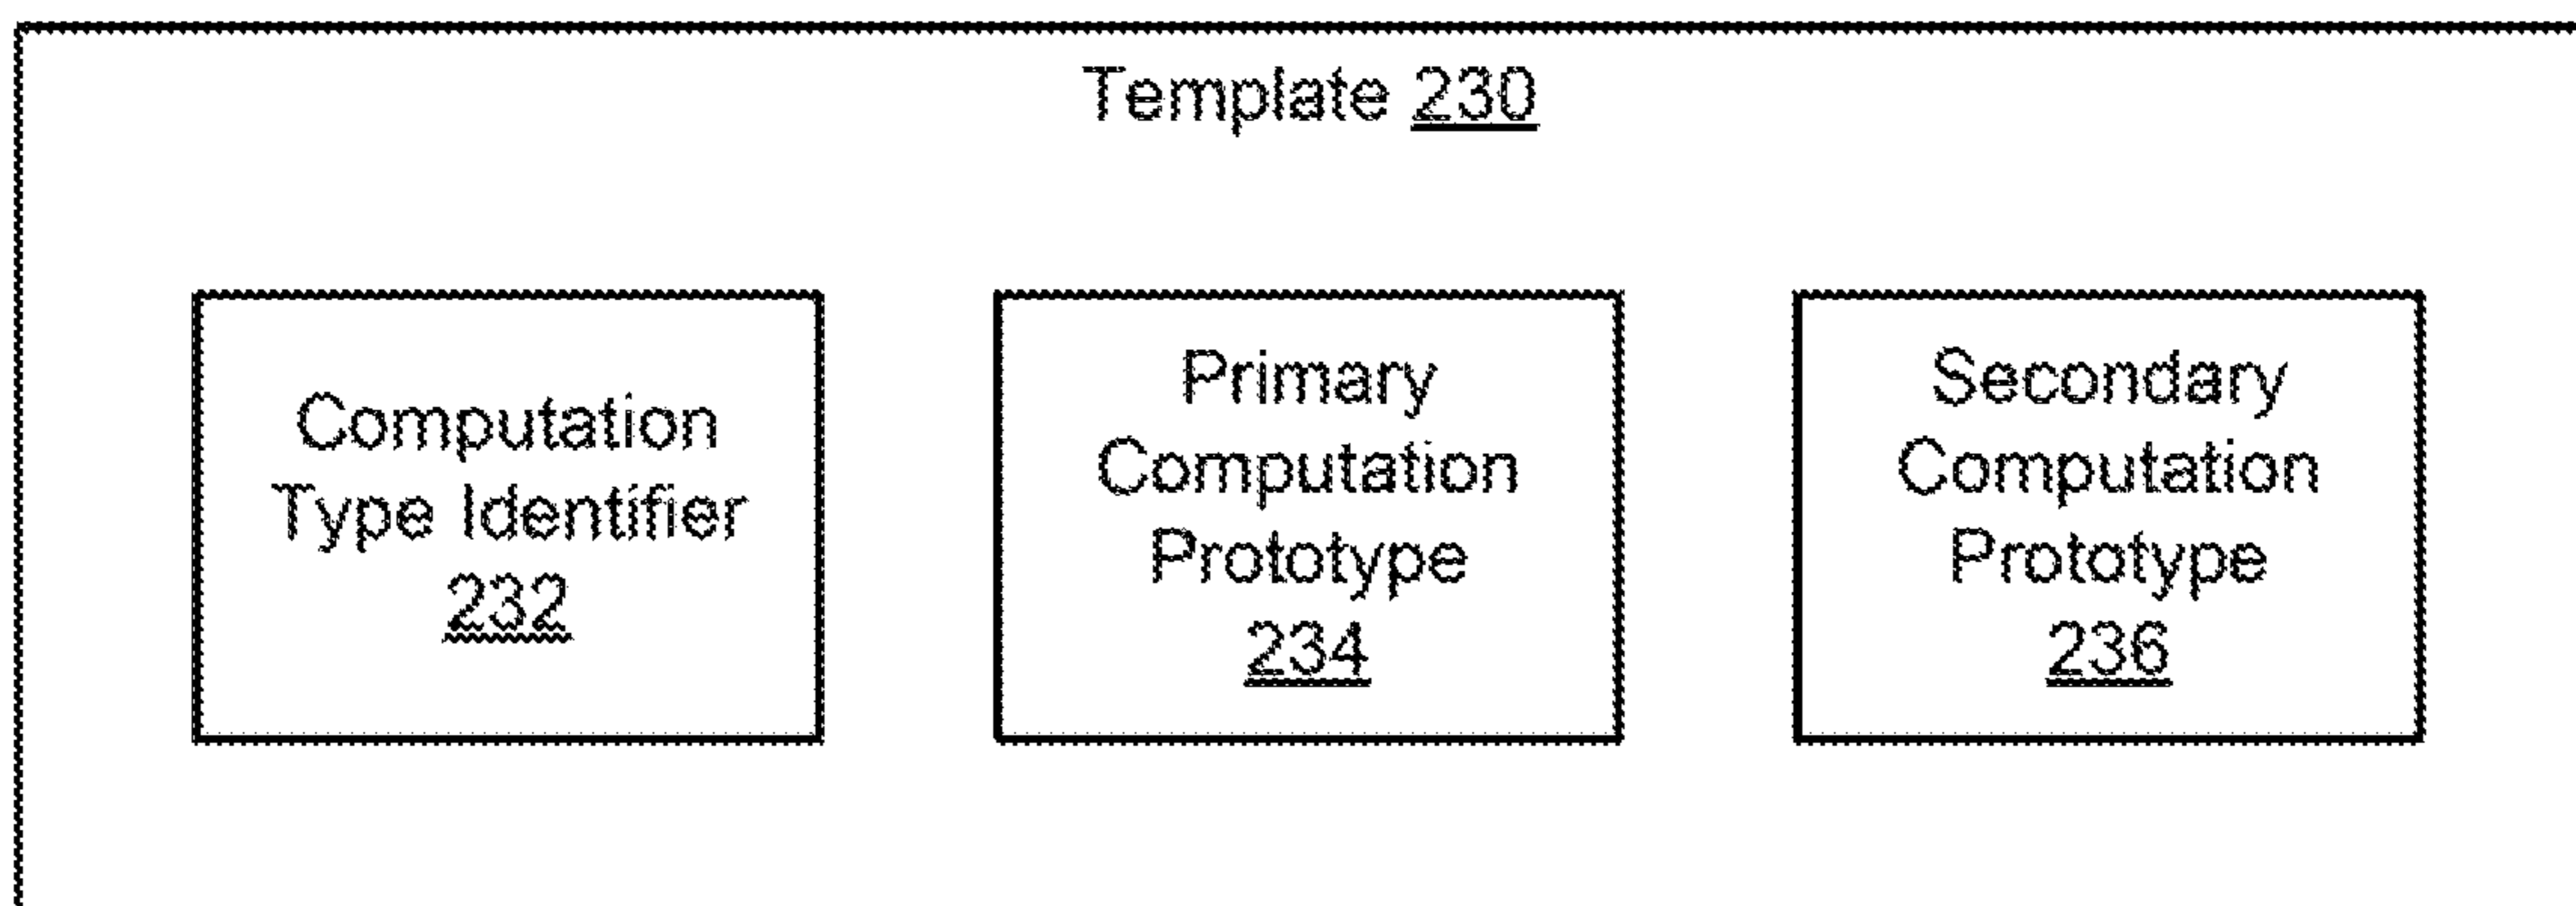 Template 230
Computation
Type Identifier
232
Primary
Computation
Prototype
234
Secondary
Computation
Prototype
236